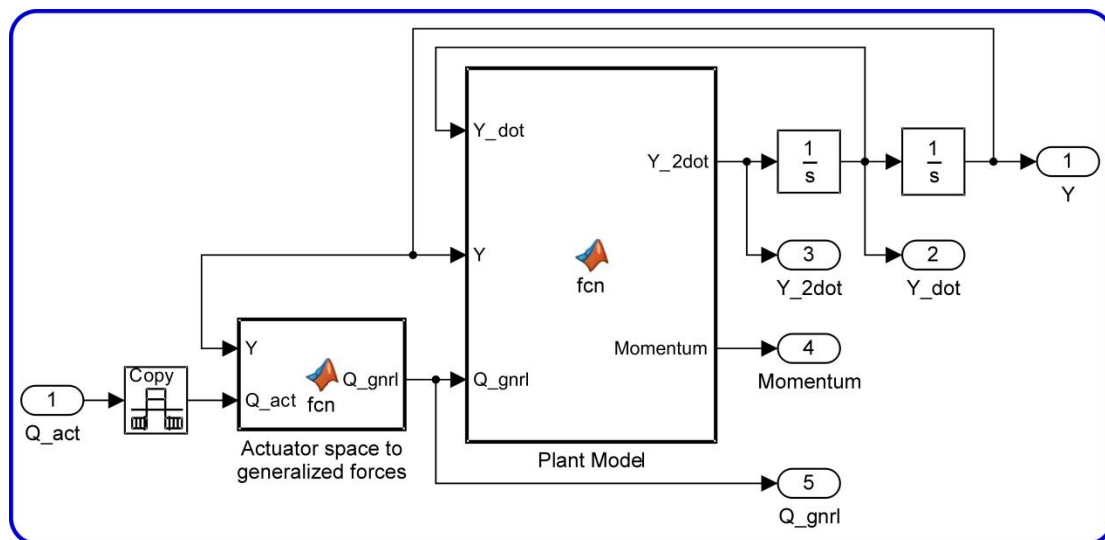 Y_dot
Y_2dot
1
s
1
s
1
Y
Y
fcn
3
Y_2dot
2
Y_dot
Y
Copy
Q_gnrl
Q_act
fcn
Q_gnrl
Momentum
4
Momentum
1
Q_act
Actuator space to
generalized forces
Plant Model
5
Q_gnrl